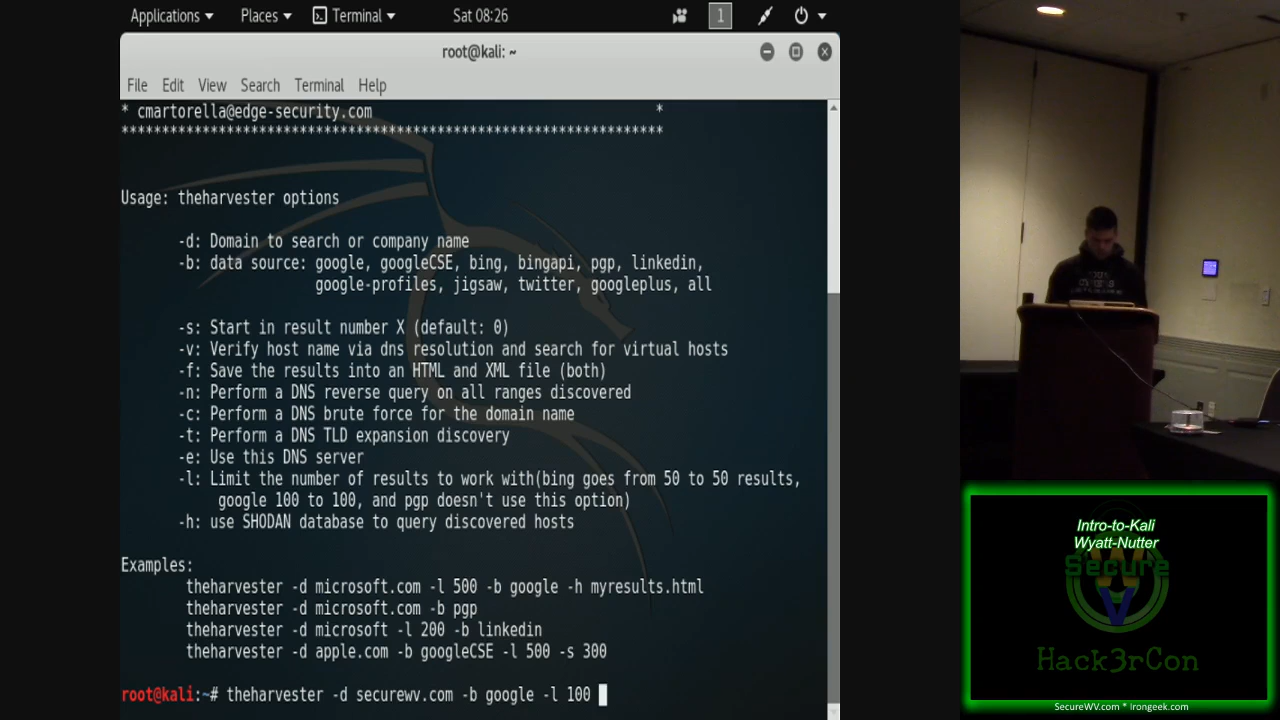 Applications Places Terminal Sat 08:26 1
root@kali: ~
File Edit View Search Terminal Help
* cmartorella@edge-security.com *
*******************************************************************
Usage: theharvester options
-d: Domain to search or company name
-b: data source: google, googleCSE, bing, bingapi, pgp, linkedin,
google-profiles, jigsaw, twitter, googleplus, all
-s: Start in result number X (default: 0)
-v: Verify host name via dns resolution and search for virtual hosts
-f: Save the results into an HTML and XML file (both)
-n: Perform a DNS reverse query on all ranges discovered
-c: Perform a DNS brute force for the domain name
-t: Perform a DNS TLD expansion discovery
-e: Use this DNS server
-l: Limit the number of results to work with(bing goes from 50 to 50 results,
google 100 to 100, and pgp doesn't use this option)
-h: use SHODAN database to query discovered hosts
Examples:
theharvester -d microsoft.com -l 500 -b google -h myresults.html
theharvester -d microsoft.com -b pgp
theharvester -d microsoft -l 200 -b linkedin
theharvester -d apple.com -b googleCSE -l 500 -s 300
root@kali:~# theharvester -d securewv.com -b google -l 100
Intro-to-Kali
Wyatt-Nutter
Secure
WV
Hack3rCon
SecureWV.com * Irongeek.com